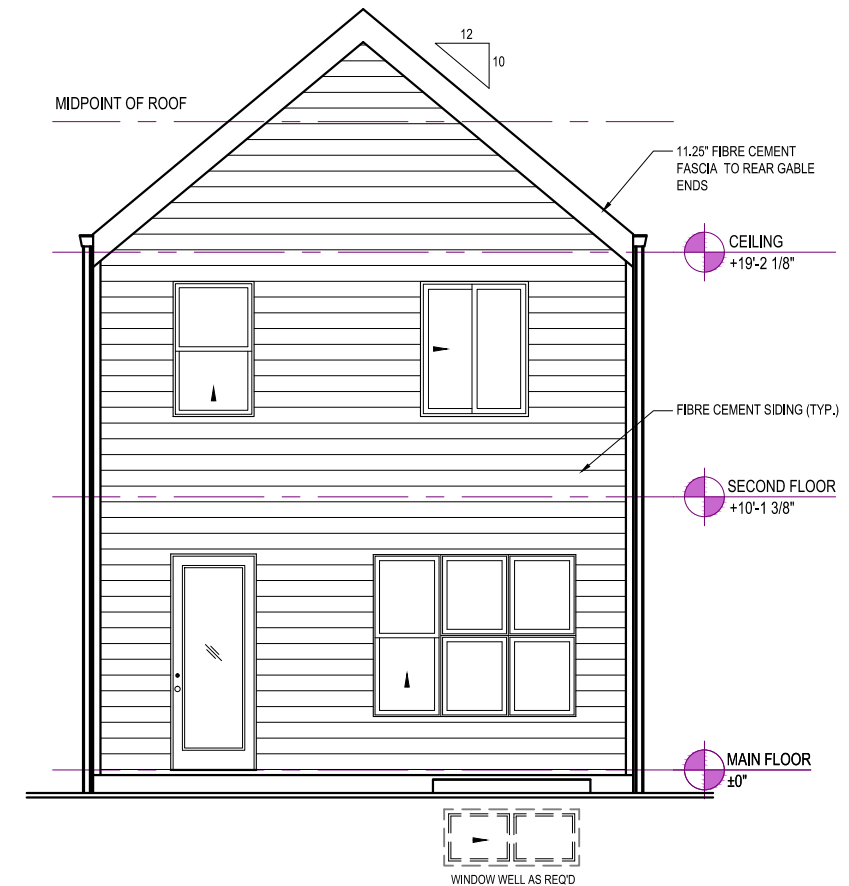 12
10
MIDPOINT OF ROOF
11.25" FIBRE CEMENT
FASCIA TO REAR GABLE
ENDS
CEILING
+19'-2 1/8"
FIBRE CEMENT SIDING (TYP.)
SECOND FLOOR
+10'-1 3/8"
MAIN FLOOR
±0"
WINDOW WELL AS REQ'D